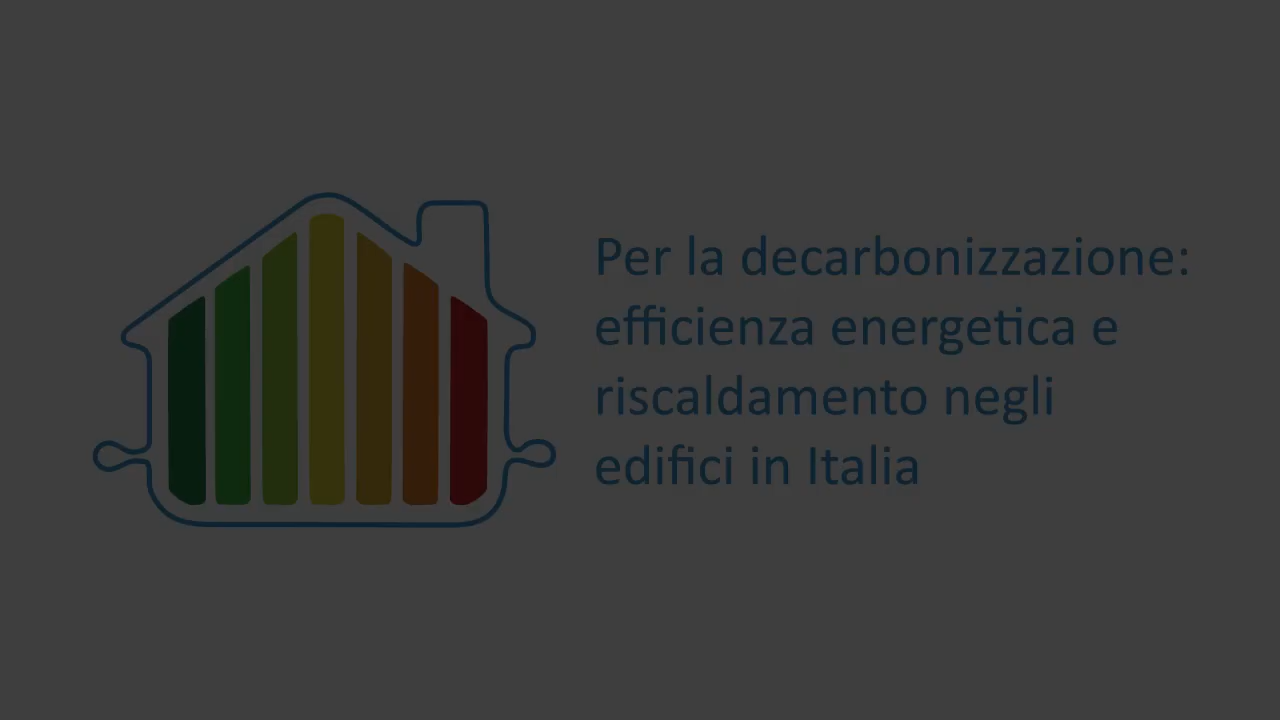 Per la decarbonizzazione:
efficienza energetica e
riscaldamento negli
edifici in Italia